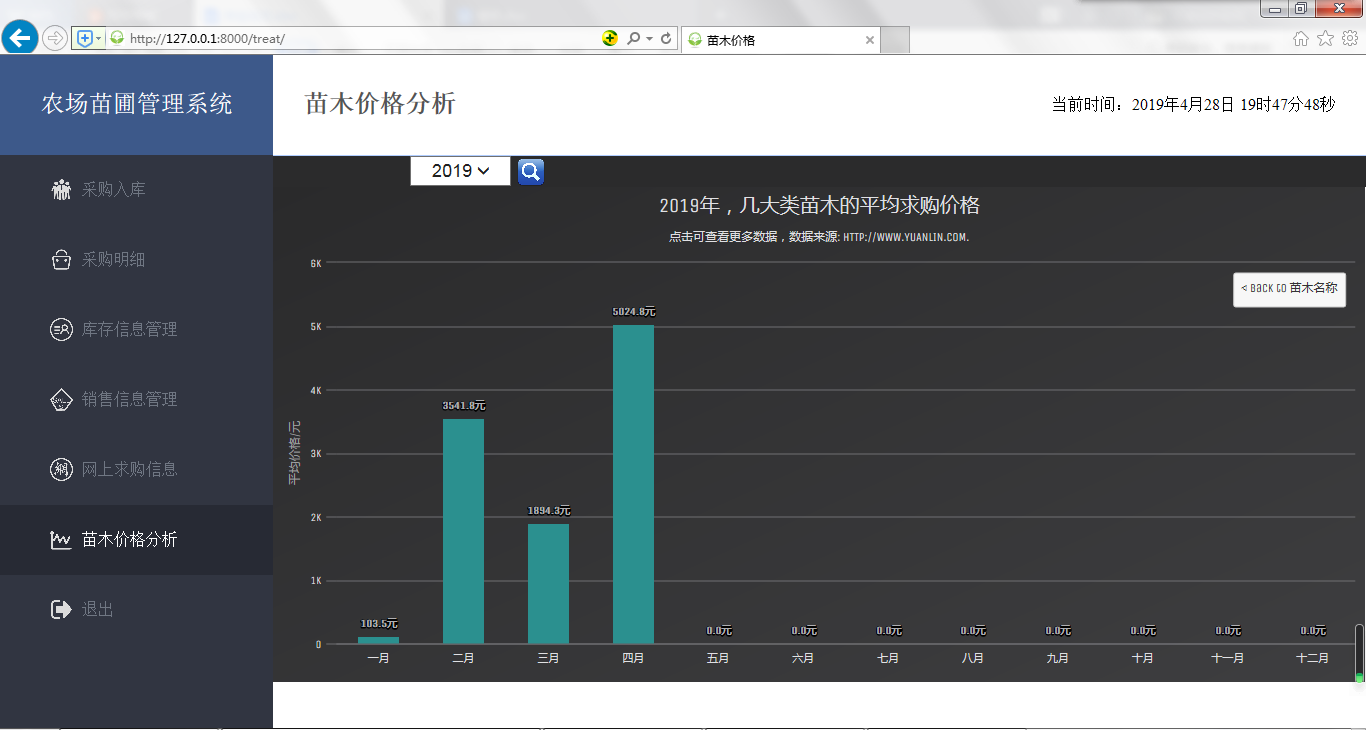 http://127.0.0.1:8000/treat/
苗木价格
农场苗圃管理系统
苗木价格分析
当前时间：2019年4月28日 19时47分48秒
采购入库
采购明细
库存信息管理
销售信息管理
网上求购信息
苗木价格分析
退出
2019
2019年，几大类苗木的平均求购价格
点击可查看更多数据，数据来源: HTTP://WWW.YUANLIN.COM.
< Back to 苗木名称
平均价格/元
6K
5K
4K
3K
2K
1K
0
103.5元
3541.8元
1894.3元
5024.8元
0.0元
0.0元
0.0元
0.0元
0.0元
0.0元
0.0元
0.0元
一月
二月
三月
四月
五月
六月
七月
八月
九月
十月
十一月
十二月